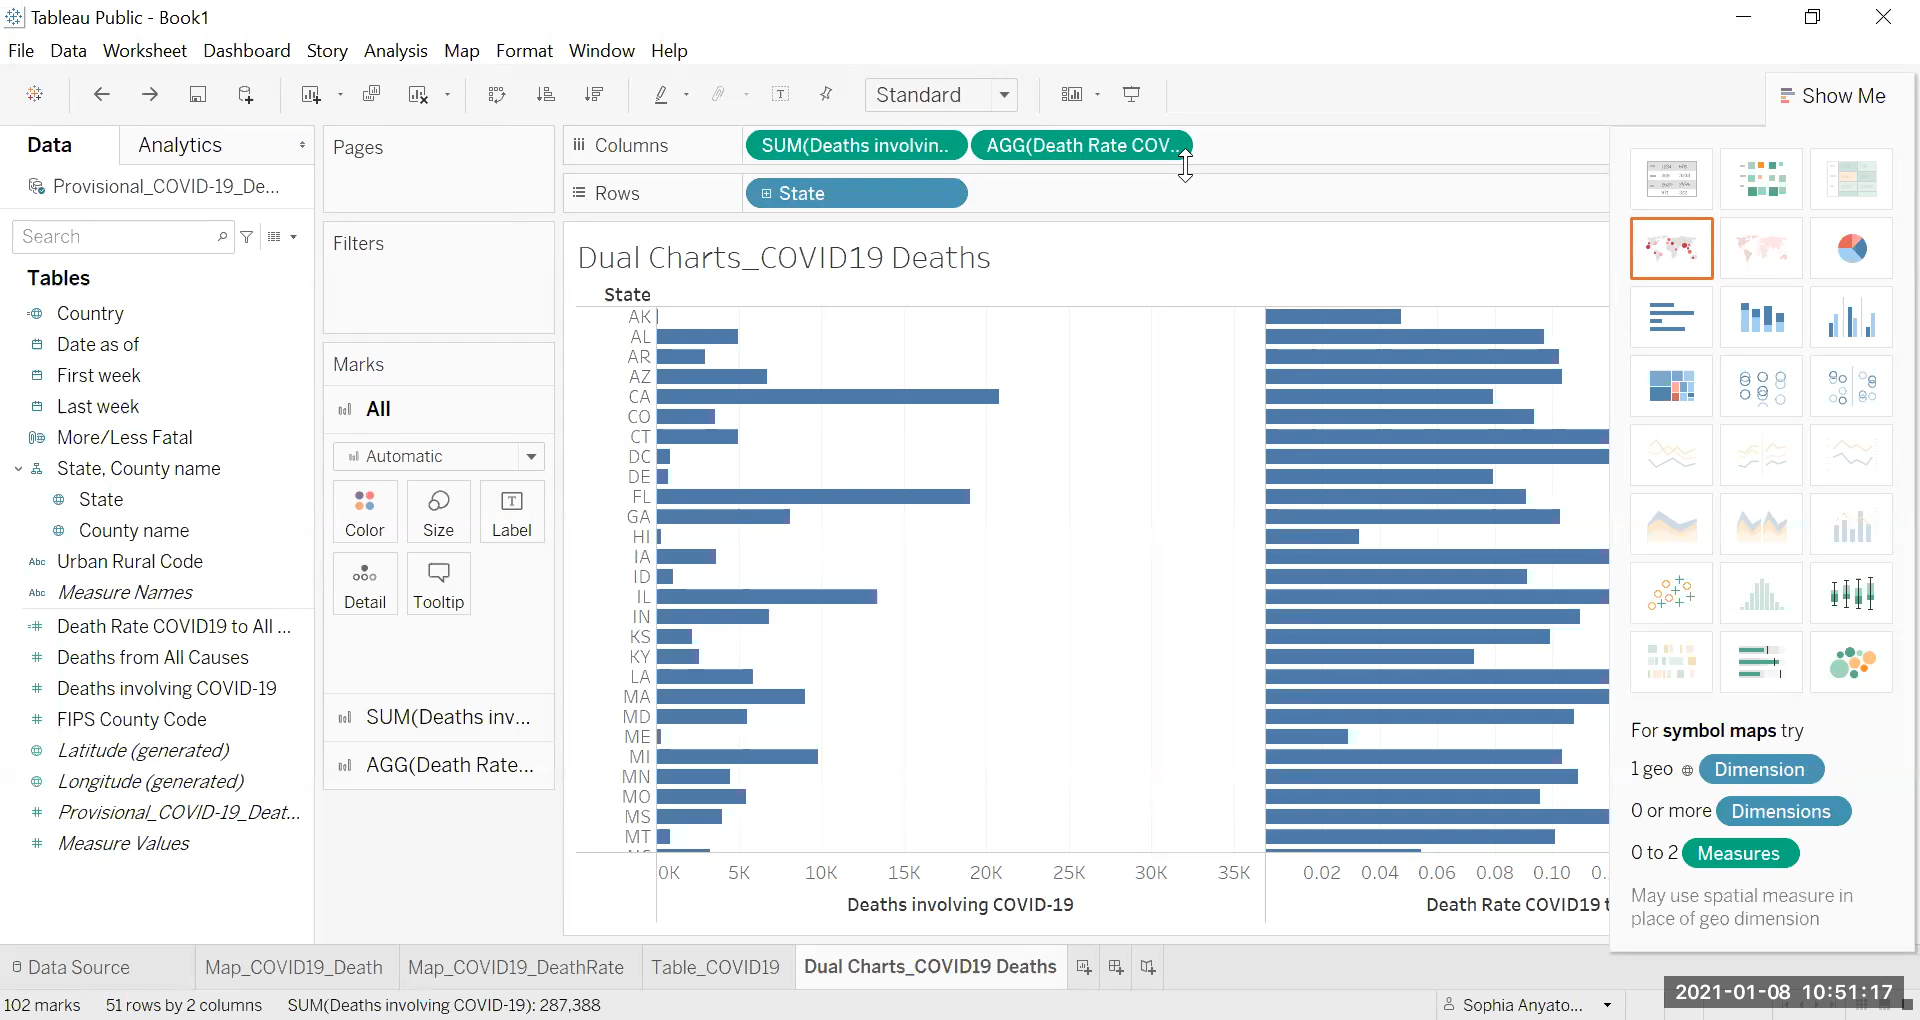 Tableau Public - Book1
File Data Worksheet Dashboard Story Analysis Map Format Window Help
Standard
Show Me
Data
Analytics
Provisional_COVID-19_De...
Search
Tables
Country
Date as of
First week
Last week
More/Less Fatal
State, County name
State
County name
Abc Urban Rural Code
Abc Measure Names
Death Rate COVID19 to All ...
Deaths from All Causes
Deaths involving COVID-19
FIPS County Code
Latitude (generated)
Longitude (generated)
Provisional_COVID-19_Deat...
Measure Values
Pages
Filters
Marks
All
Automatic
Color Size Label
Detail Tooltip
SUM(Deaths inv...
AGG(Death Rate...
Columns SUM(Deaths involvin.. AGG(Death Rate COV...
Rows State
Dual Charts_COVID19 Deaths
State
AK
AL
AR
AZ
CA
CO
CT
DC
DE
FL
GA
HI
IA
ID
IL
IN
KS
KY
LA
MA
MD
ME
MI
MN
MO
MS
MT
0K 5K 10K 15K 20K 25K 30K 35K 0.02 0.04 0.06 0.08 0.10
Deaths involving COVID-19 Death Rate COVID19 t
For symbol maps try
1 geo Dimension
0 or more Dimensions
0 to 2 Measures
May use spatial measure in
place of geo dimension
Data Source Map_COVID19_Death Map_COVID19_DeathRate Table_COVID19 Dual Charts_COVID19 Deaths
102 marks 51 rows by 2 columns SUM(Deaths involving COVID-19): 287,388
Sophia Anyato...
2021-01-08 10:51:17